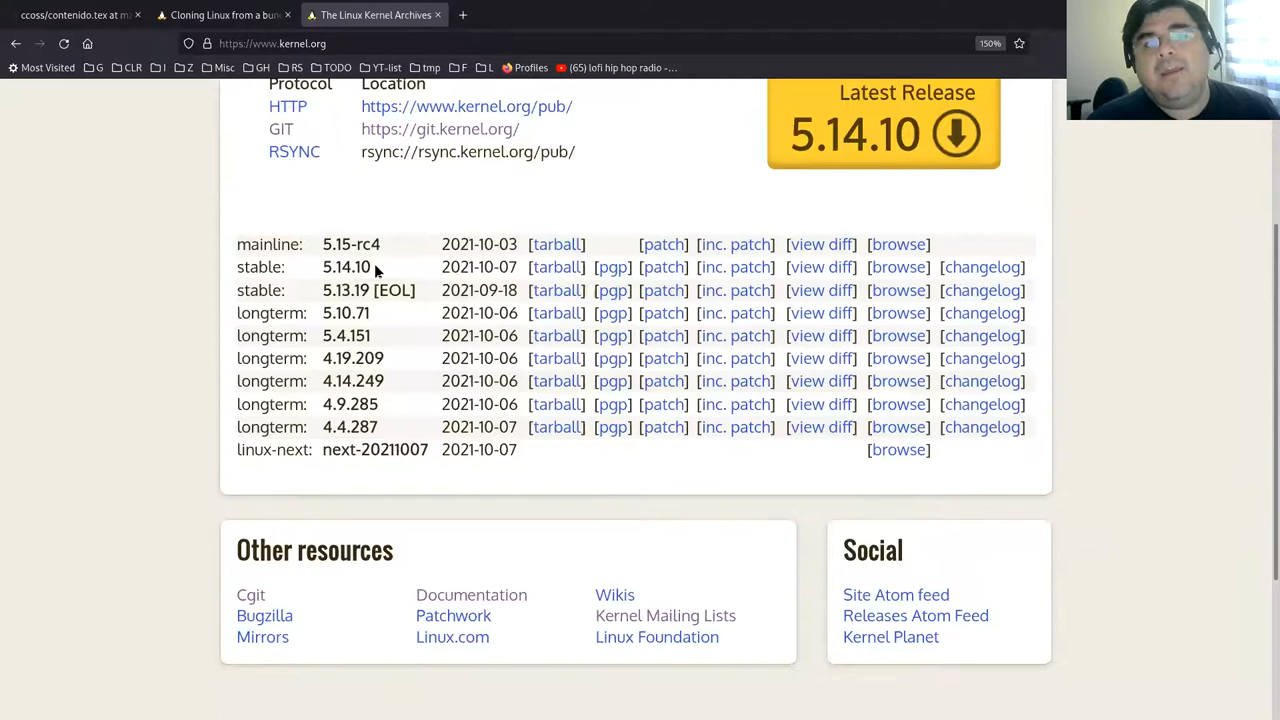 ccoss/contenido.tex at m
Cloning Linux from a bun
The Linux Kernel Archives
https://www.kernel.org
150%
Most Visited
G
CLR
I
Z
Misc
GH
RS
TODO
YT-list
tmp
F
L
Profiles
(65) lofi hip hop radio -...
Protocol Location
HTTP https://www.kernel.org/pub/
GIT https://git.kernel.org/
RSYNC rsync://rsync.kernel.org/pub/
Latest Release
5.14.10
mainline: 5.15-rc4 2021-10-03 [tarball] [patch] [inc. patch] [view diff] [browse]
stable: 5.14.10 2021-10-07 [tarball] [pgp] [patch] [inc. patch] [view diff] [browse] [changelog]
stable: 5.13.19 [EOL] 2021-09-18 [tarball] [pgp] [patch] [inc. patch] [view diff] [browse] [changelog]
longterm: 5.10.71 2021-10-06 [tarball] [pgp] [patch] [inc. patch] [view diff] [browse] [changelog]
longterm: 5.4.151 2021-10-06 [tarball] [pgp] [patch] [inc. patch] [view diff] [browse] [changelog]
longterm: 4.19.209 2021-10-06 [tarball] [pgp] [patch] [inc. patch] [view diff] [browse] [changelog]
longterm: 4.14.249 2021-10-06 [tarball] [pgp] [patch] [inc. patch] [view diff] [browse] [changelog]
longterm: 4.9.285 2021-10-06 [tarball] [pgp] [patch] [inc. patch] [view diff] [browse] [changelog]
longterm: 4.4.287 2021-10-07 [tarball] [pgp] [patch] [inc. patch] [view diff] [browse] [changelog]
linux-next: next-20211007 2021-10-07 [browse]
Other resources
Cgit Documentation Wikis
Bugzilla Patchwork Kernel Mailing Lists
Mirrors Linux.com Linux Foundation
Social
Site Atom feed
Releases Atom Feed
Kernel Planet